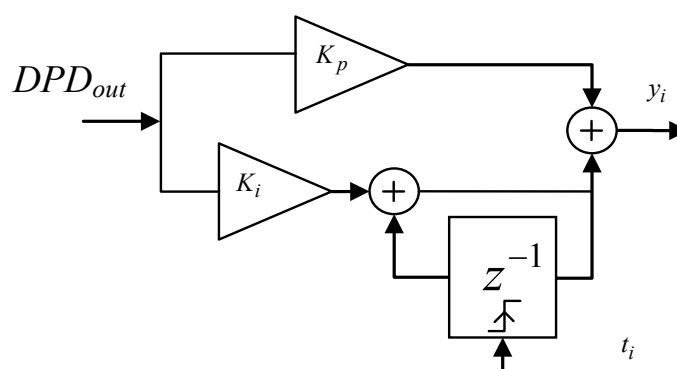 K_p
DPD_out
y_i
+
K_i
+
z^{-1}
t_i